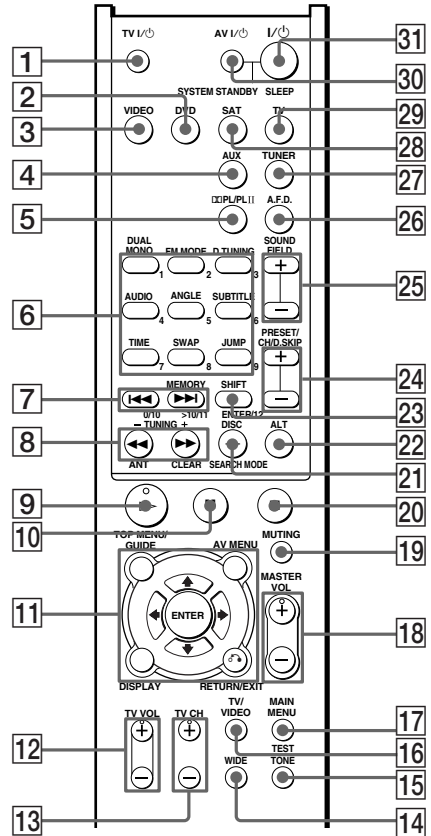 TV I/⏻ AV I/⏻ I/⏻
1 31
30
SYSTEM STANDBY SLEEP
2
VIDEO DVD SAT TV
3 29
28
AUX TUNER
4 27
DDPL/PLII A.F.D.
5 26
DUAL MONO FM MODE D.TUNING SOUND FIELD
1 2 3 +
25
AUDIO ANGLE SUBTITLE
6 4 5 6 −
TIME SWAP JUMP PRESET/ CH/D.SKIP
7 8 9 +
24
MEMORY SHIFT −
7 23
0/10 >10/11 ENTER/12
− TUNING + DISC ALT
8 22
ANT CLEAR SEARCH MODE
21
9 10 20
TOP MENU/ GUIDE AV MENU MUTING
19
MASTER VOL
11 ENTER + 18
−
DISPLAY RETURN/EXIT
TV VOL TV CH TV/ VIDEO MAIN MENU
12 + + 17
16
WIDE TEST TONE
− − 15
13 14